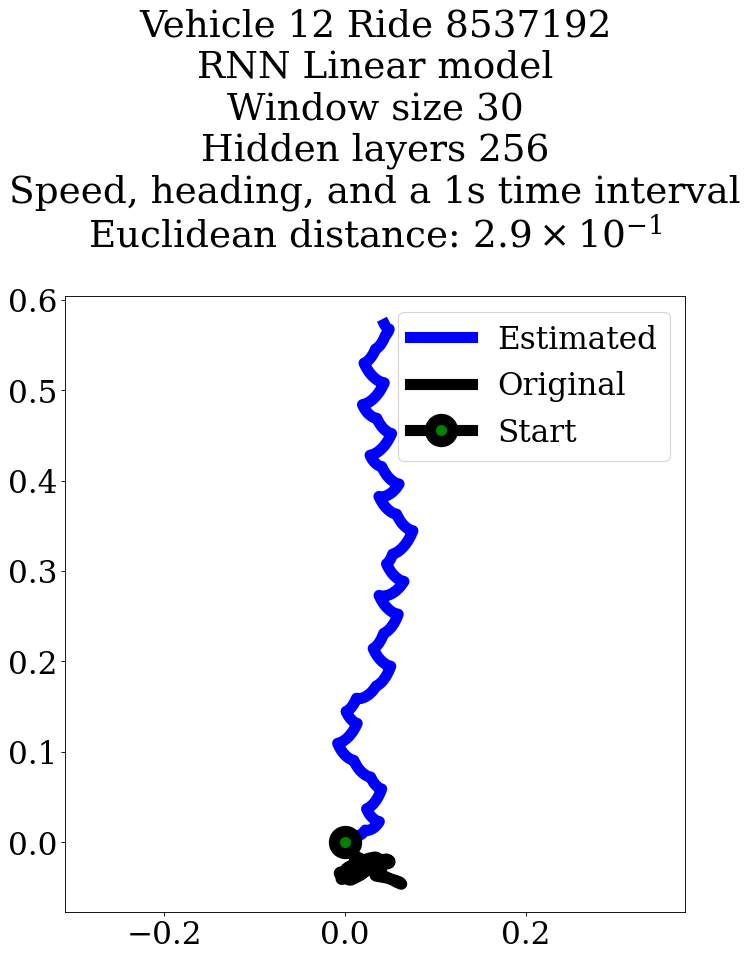 Vehicle 12 Ride 8537192
RNN Linear model
Window size 30
Hidden layers 256
Speed, heading, and a 1s time interval
Euclidean distance: 2.9 × 10⁻¹
0.6
0.5
0.4
0.3
0.2
0.1
0.0
Estimated
Original
Start
−0.2
0.0
0.2